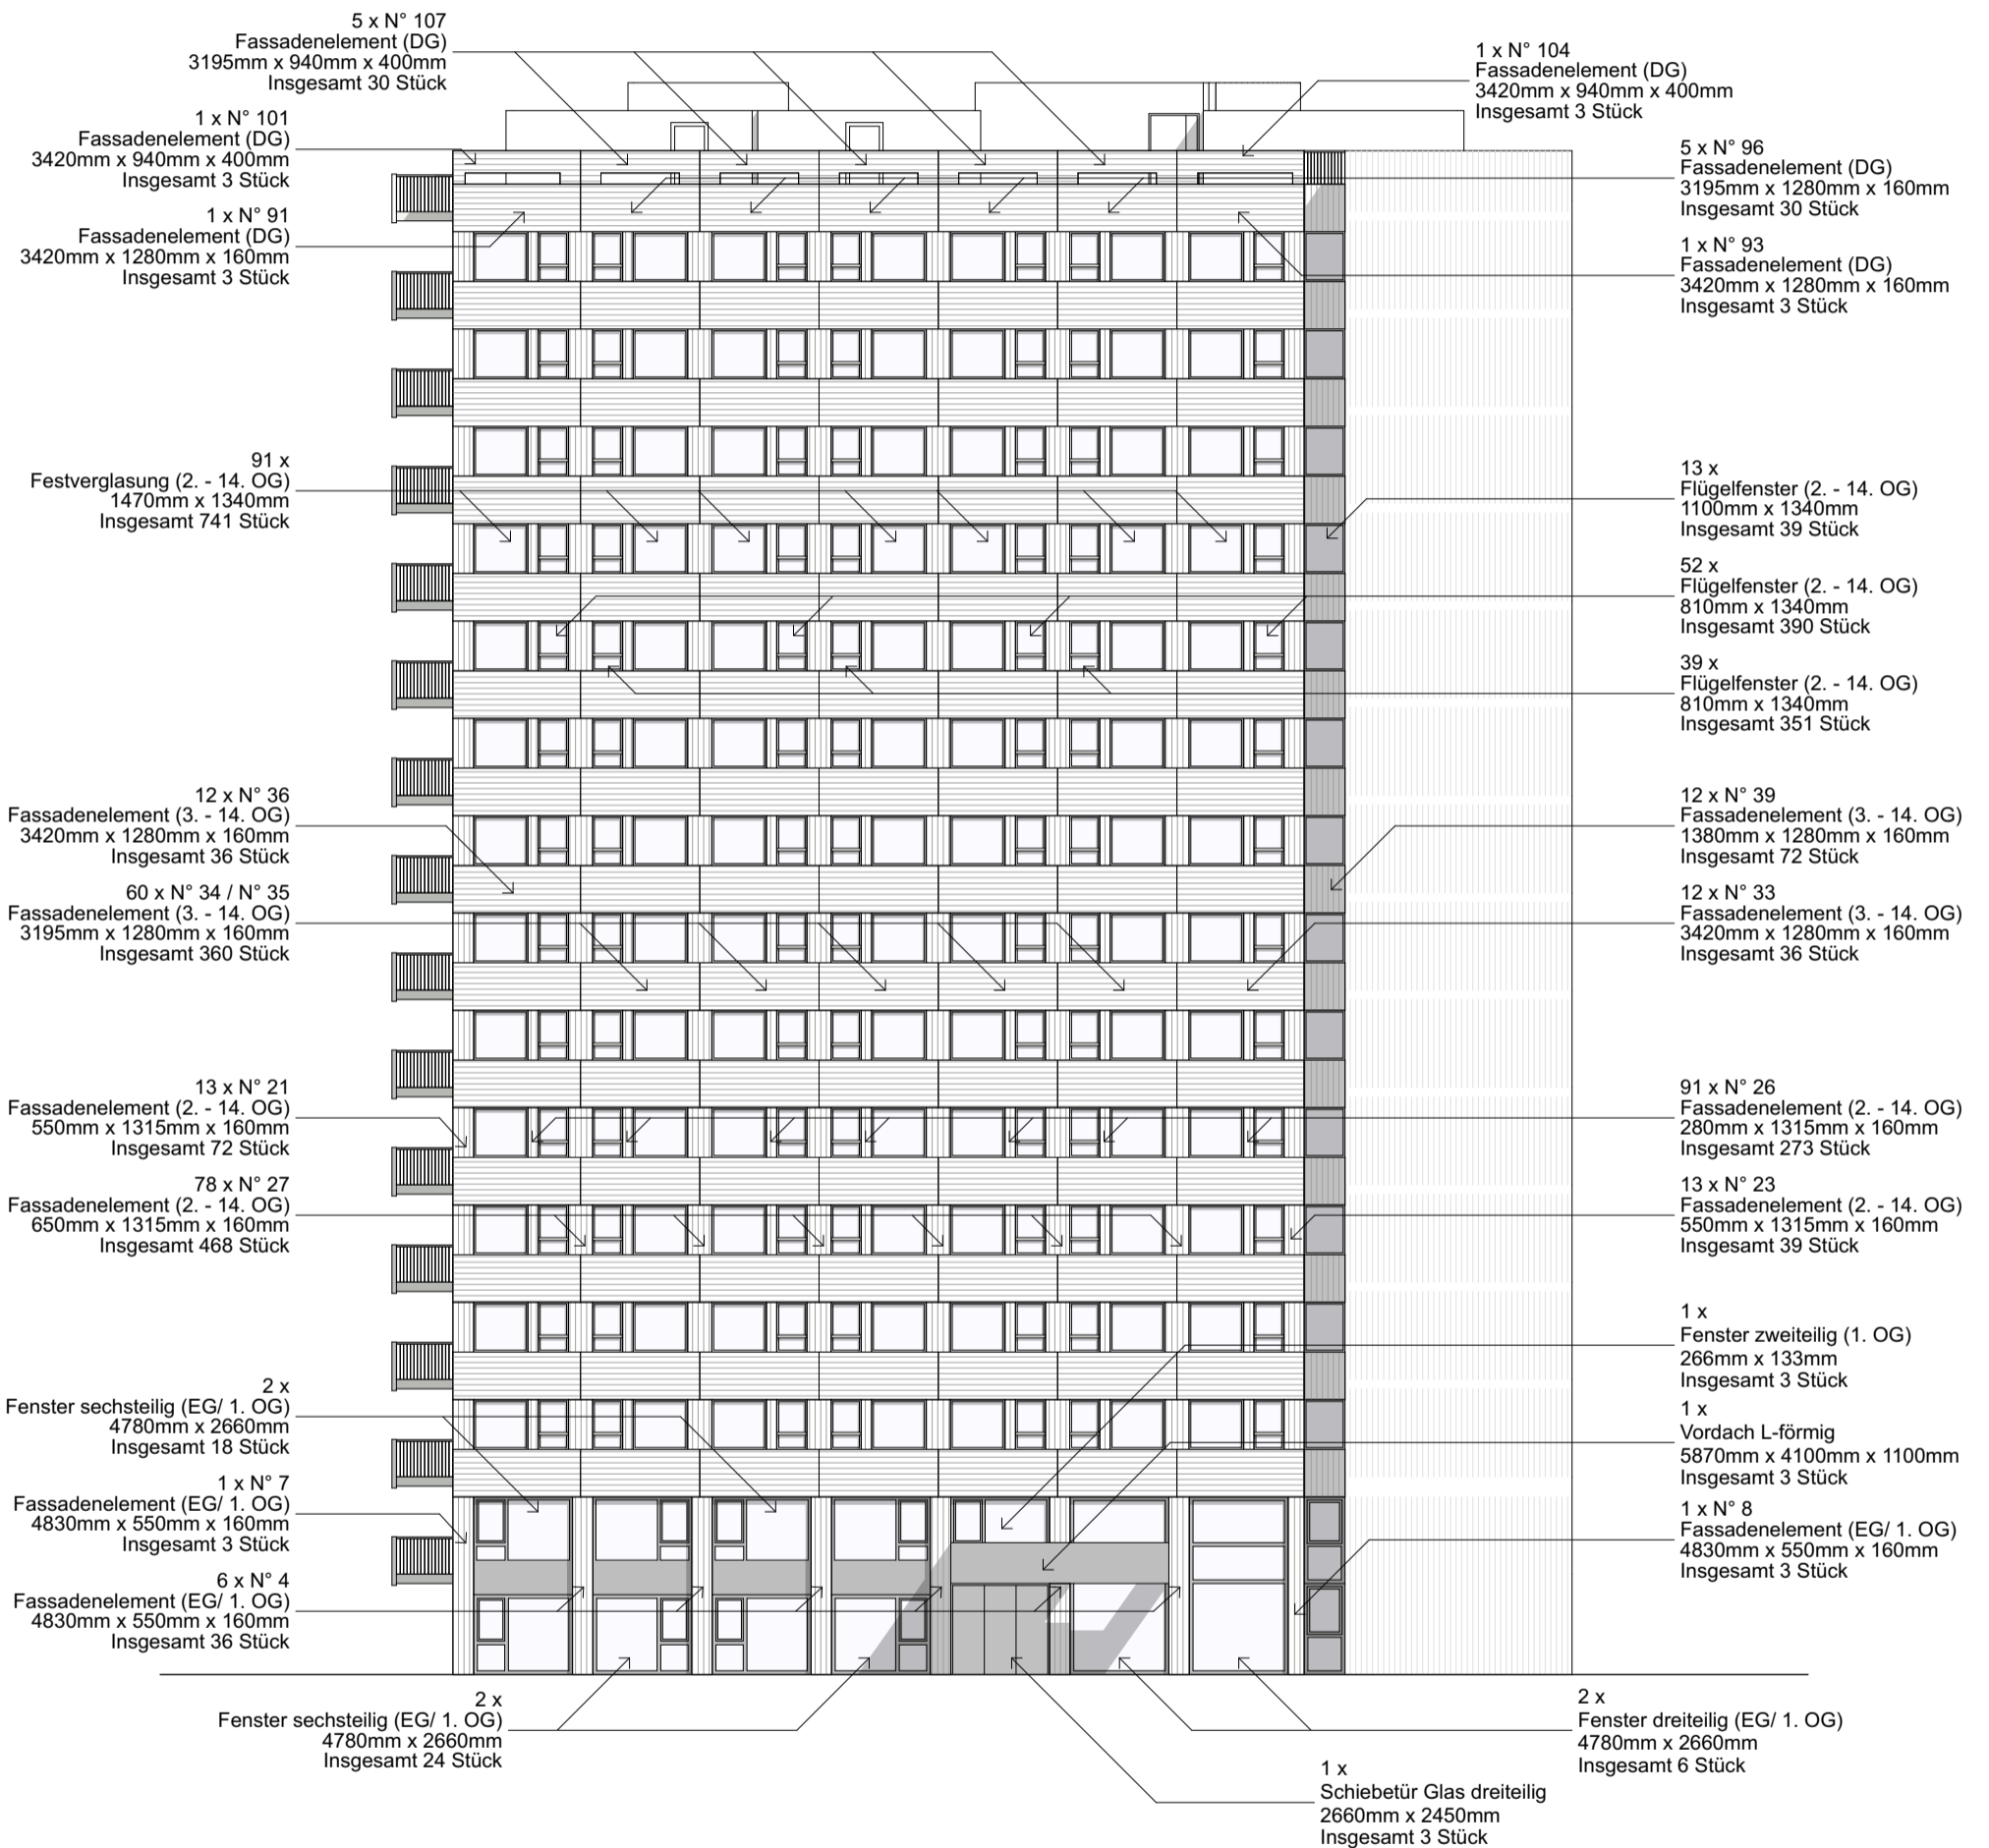 5 x N° 107
Fassadenelement (DG)
3195mm x 940mm x 400mm
Insgesamt 30 Stück
1 x N° 101
Fassadenelement (DG)
3420mm x 940mm x 400mm
Insgesamt 3 Stück
1 x N° 91
Fassadenelement (DG)
3420mm x 1280mm x 160mm
Insgesamt 3 Stück
91 x
Festverglasung (2. - 14. OG)
1470mm x 1340mm
Insgesamt 741 Stück
12 x N° 36
Fassadenelement (3. - 14. OG)
3420mm x 1280mm x 160mm
Insgesamt 36 Stück
60 x N° 34 / N° 35
Fassadenelement (3. - 14. OG)
3195mm x 1280mm x 160mm
Insgesamt 360 Stück
13 x N° 21
Fassadenelement (2. - 14. OG)
550mm x 1315mm x 160mm
Insgesamt 72 Stück
78 x N° 27
Fassadenelement (2. - 14. OG)
650mm x 1315mm x 160mm
Insgesamt 468 Stück
2 x
Fenster sechsteilig (EG/ 1. OG)
4780mm x 2660mm
Insgesamt 18 Stück
1 x N° 7
Fassadenelement (EG/ 1. OG)
4830mm x 550mm x 160mm
Insgesamt 3 Stück
6 x N° 4
Fassadenelement (EG/ 1. OG)
4830mm x 550mm x 160mm
Insgesamt 36 Stück
2 x
Fenster sechsteilig (EG/ 1. OG)
4780mm x 2660mm
Insgesamt 24 Stück
1 x N° 104
Fassadenelement (DG)
3420mm x 940mm x 400mm
Insgesamt 3 Stück
5 x N° 96
Fassadenelement (DG)
3195mm x 1280mm x 160mm
Insgesamt 30 Stück
1 x N° 93
Fassadenelement (DG)
3420mm x 1280mm x 160mm
Insgesamt 3 Stück
13 x
Flügelfenster (2. - 14. OG)
1100mm x 1340mm
Insgesamt 39 Stück
52 x
Flügelfenster (2. - 14. OG)
810mm x 1340mm
Insgesamt 390 Stück
39 x
Flügelfenster (2. - 14. OG)
810mm x 1340mm
Insgesamt 351 Stück
12 x N° 39
Fassadenelement (3. - 14. OG)
1380mm x 1280mm x 160mm
Insgesamt 72 Stück
12 x N° 33
Fassadenelement (3. - 14. OG)
3420mm x 1280mm x 160mm
Insgesamt 36 Stück
91 x N° 26
Fassadenelement (2. - 14. OG)
280mm x 1315mm x 160mm
Insgesamt 273 Stück
13 x N° 23
Fassadenelement (2. - 14. OG)
550mm x 1315mm x 160mm
Insgesamt 39 Stück
1 x
Fenster zweiteilig (1. OG)
266mm x 133mm
Insgesamt 3 Stück
1 x
Vordach L-förmig
5870mm x 4100mm x 1100mm
Insgesamt 3 Stück
1 x N° 8
Fassadenelement (EG/ 1. OG)
4830mm x 550mm x 160mm
Insgesamt 3 Stück
2 x
Fenster dreiteilig (EG/ 1. OG)
4780mm x 2660mm
Insgesamt 6 Stück
1 x
Schiebetür Glas dreiteilig
2660mm x 2450mm
Insgesamt 3 Stück